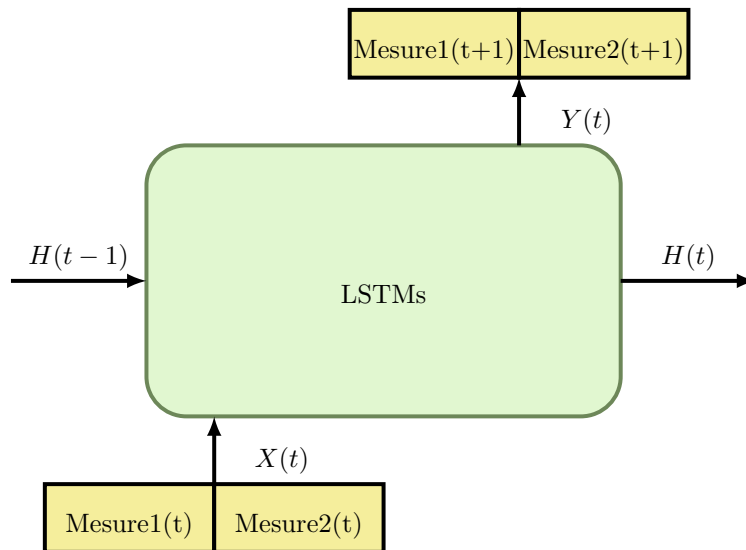 Mesure1(t+1) Mesure2(t+1)
Y(t)
H(t − 1)
H(t)
LSTMs
X(t)
Mesure1(t) Mesure2(t)